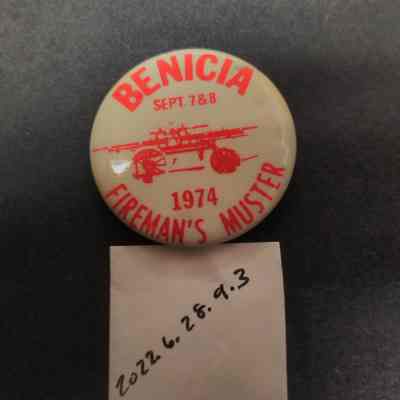 BENICIA
SEPT. 7&8
1974
FIREMAN'S MUSTER
2022.6.28.9.3